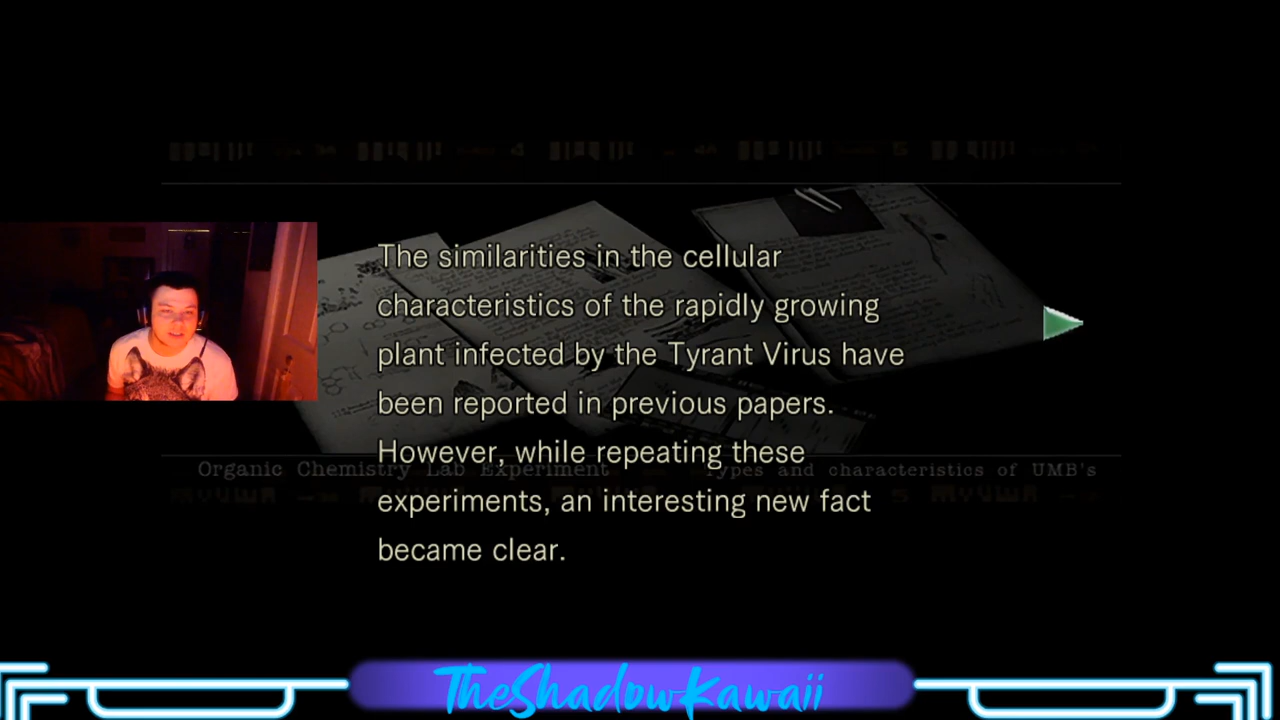 The similarities in the cellular
characteristics of the rapidly growing
plant infected by the Tyrant Virus have
been reported in previous papers.
However, while repeating these
Organic Chemistry Lab Experiment Types and characteristics of UMB's
experiments, an interesting new fact
became clear.
TheShadowKawaii